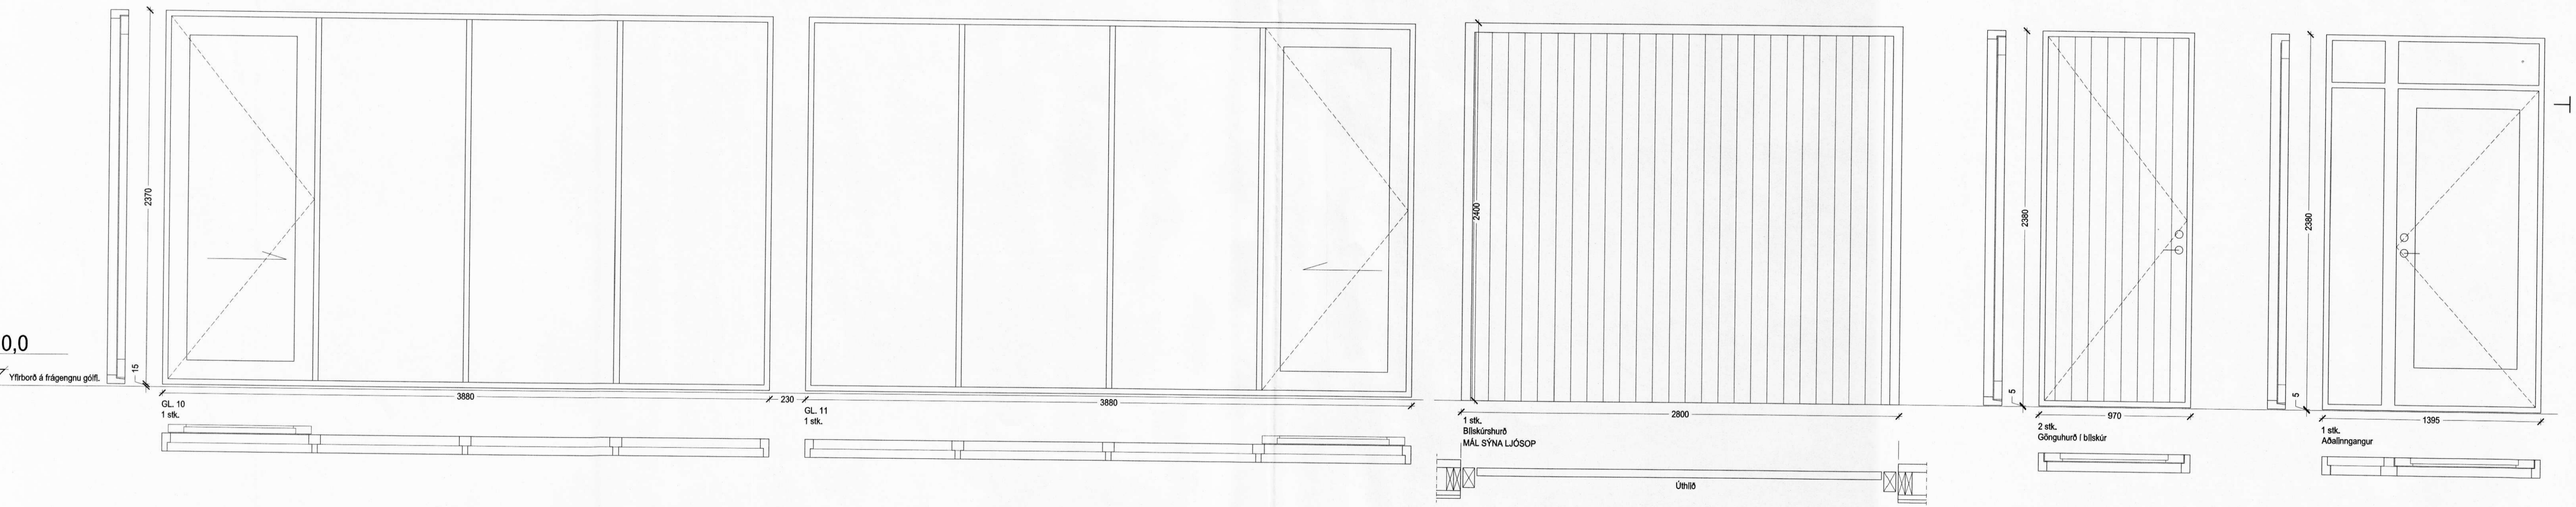 0,0
Yfirborð á frágengnu gólfi.
2370
15
3880
GL. 10
1 stk.
230
3880
GL. 11
1 stk.
2400
2800
1 stk.
Bílskúrshurð
MÁL SÝNA LJÓSOP
Úthlið
2380
5
970
2 stk.
Gönguhurð í bílskúr
2380
5
1395
1 stk.
Aðalinngangur